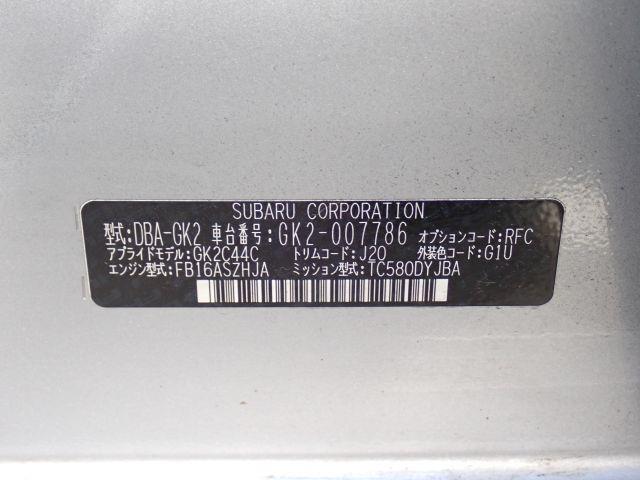 SUBARU CORPORATION
型式:DBA-GK2 車台番号:GK2-007786 オプションコード:RFC
アプライドモデル:GK2C44C トリムコード:J20 外装色コード:G1U
エンジン型式:FB16ASZHJA ミッション型式:TC580DYJBA